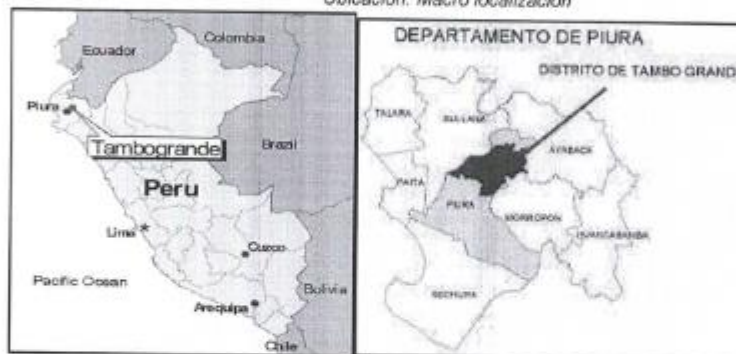 Ubicación: Macro localización
Ecuador
Colombia
Piura
Tambogrande
Brazil
Peru
Lima
Cuzco
Pacific Ocean
Bolivia
Arequipa
Chile
DEPARTAMENTO DE PIURA
DISTRITO DE TAMBO GRAND
TALARA
SULLANA
AYABACA
PAITA
PIURA
MORROPON
HUANCABAMBA
SECHURA